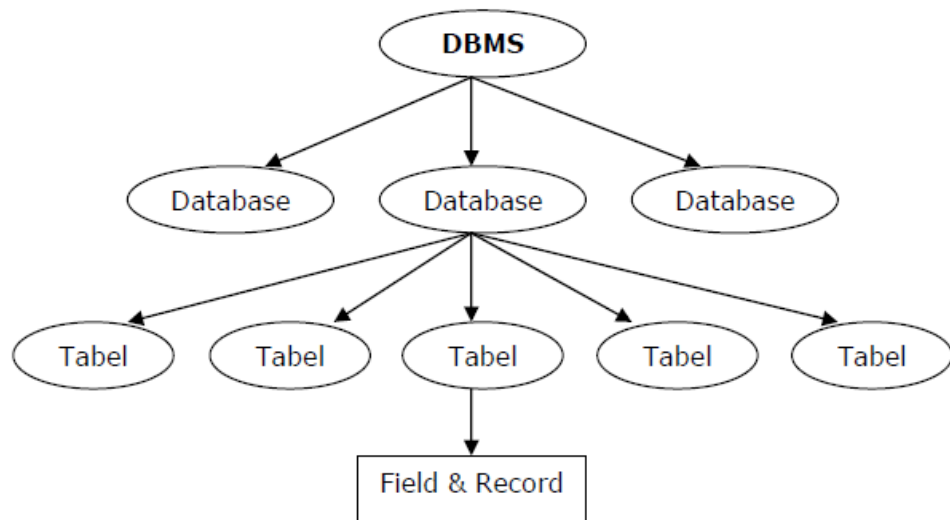 DBMS
Database
Database
Database
Tabel
Tabel
Tabel
Tabel
Tabel
Field & Record